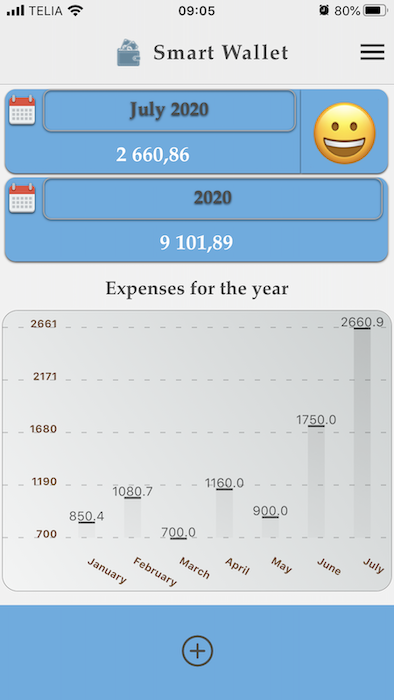 TELIA 09:05 80%
Smart Wallet
July 2020
2 660,86
2020
9 101,89
Expenses for the year
2661 2660.9
2171
1680 1750.0
1190 1160.0
1080.7
850.4 900.0
700 700.0
January February March April May June July